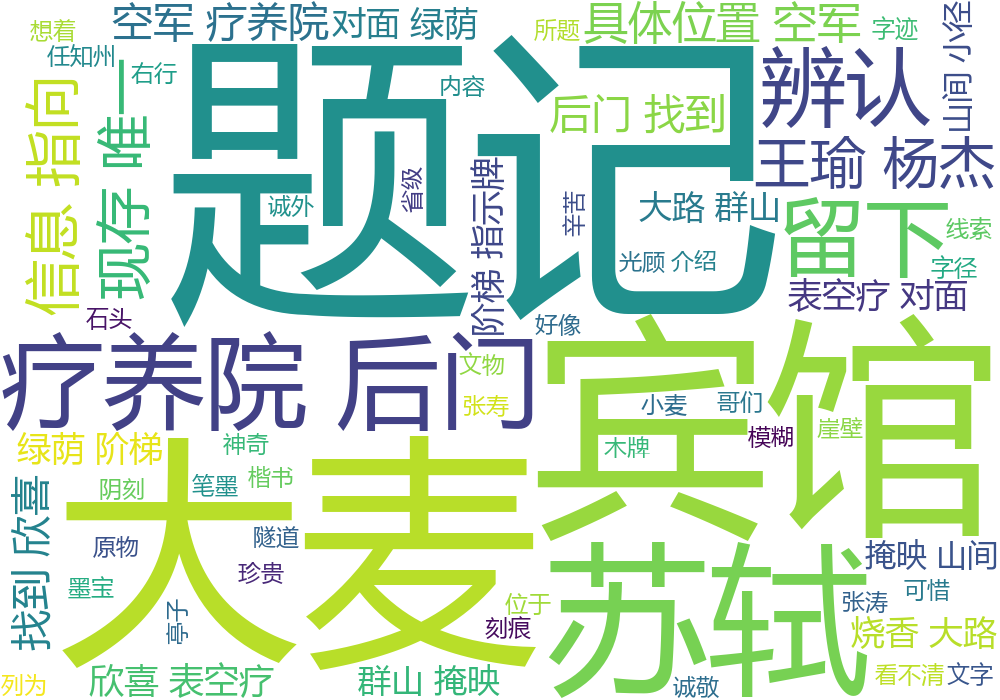 想着
空军 疗养院
对面 绿荫
所题
具体位置 空军
字迹
任知州
右行
内容
山间 小径
信息 指向
现存 唯一
题记
后门 找到
辨认
王瑜 杨杰
诚外
省级
阶梯 指示牌
辛苦
大路 群山
留下
线索
光顾 介绍
字径
石头
好像
表空疗 对面
疗养院 后门
宾馆
文物
张寿
小麦
哥们
模糊
崖壁
木牌
绿荫 阶梯
神奇
大麦
阴刻
笔墨
楷书
找到 欣喜
原物
隧道
苏轼
掩映 山间
墨宝
珍贵
可惜
亭子
位于
张涛
刻痕
烧香 大路
列为
欣喜 表空疗
群山 掩映
诚敬
看不清
文字